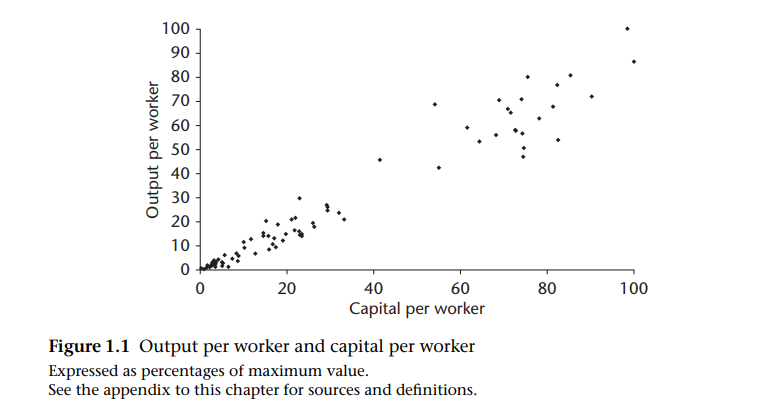 100
90
80
70
60
50
40
30
20
10
0
Output per worker
0 20 40 60 80 100
Capital per worker
Figure 1.1 Output per worker and capital per worker
Expressed as percentages of maximum value.
See the appendix to this chapter for sources and definitions.